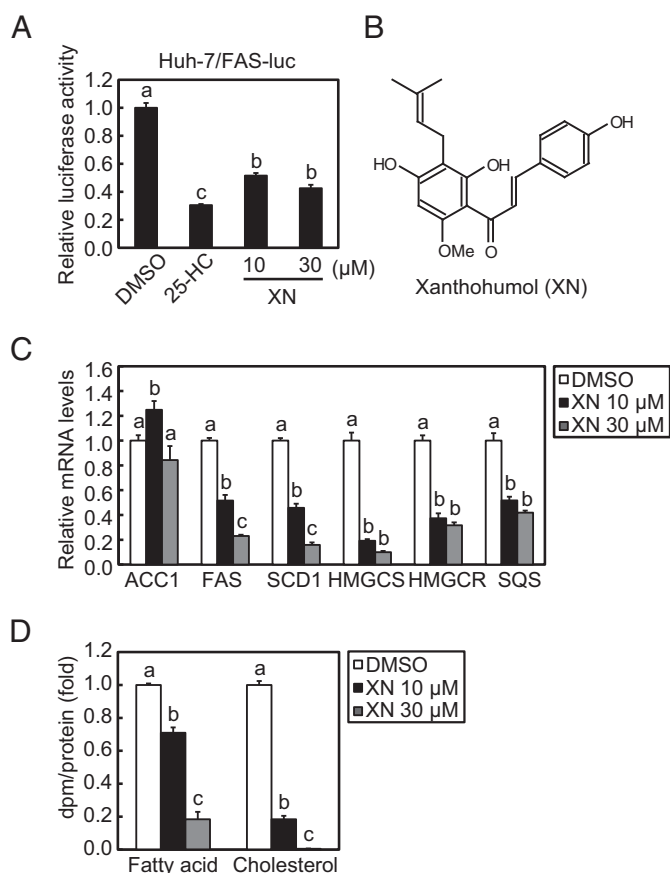 A
Huh-7/FAS-luc
Relative luciferase activity
1.2
1.0
0.8
0.6
0.4
0.2
0.0
a
c
b
b
DMSO
25-HC
10
30
(μM)
XN
B
HO
OH
OH
OMe
O
Xanthohumol (XN)
C
Relative mRNA levels
1.6
1.4
1.2
1.0
0.8
0.6
0.4
0.2
0.0
a b a
a b c
a b c
a b b
a b b
a b b
ACC1 FAS SCD1 HMGCS HMGCR SQS
DMSO
XN 10 μM
XN 30 μM
D
dpm/protein (fold)
1.2
1.0
0.8
0.6
0.4
0.2
0.0
a b c
a b c
Fatty acid Cholesterol
DMSO
XN 10 μM
XN 30 μM